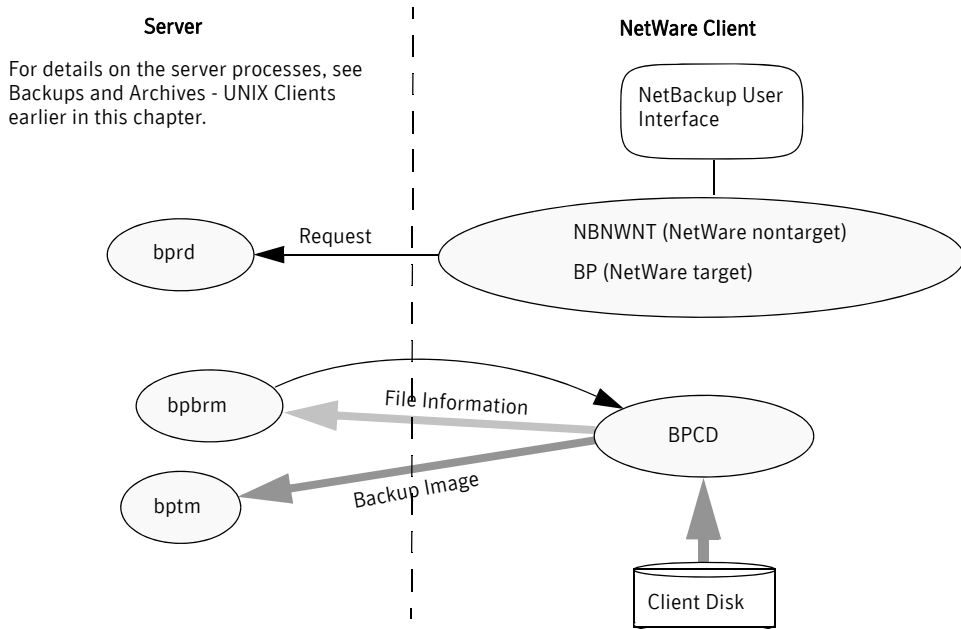 Server
NetWare Client
For details on the server processes, see
Backups and Archives - UNIX Clients
earlier in this chapter.
NetBackup User
Interface
NBNWNT (NetWare nontarget)
BP (NetWare target)
Request
bprd
bpbrm
File Information
BPCD
Backup Image
bptm
Client Disk